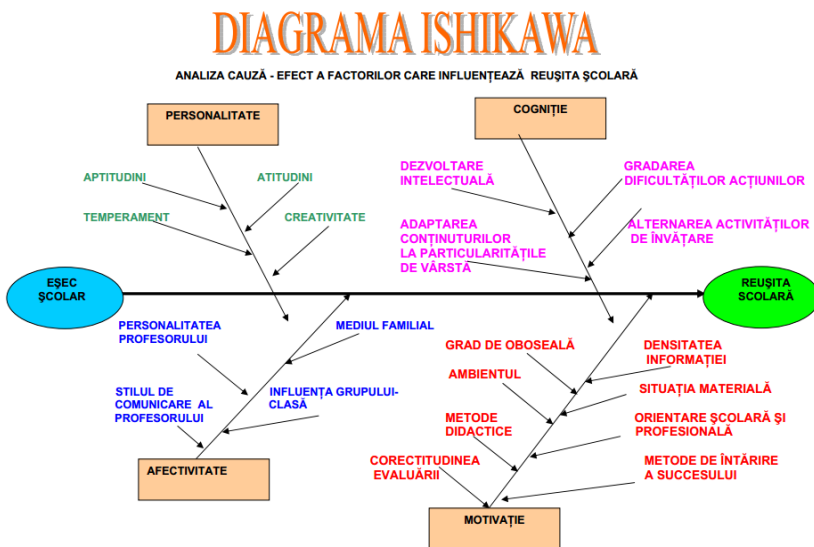 DIAGRAMA ISHIKAWA
ANALIZA CAUZĂ - EFECT A FACTORILOR CARE INFLUENȚEAZĂ REUȘITA ȘCOLARĂ
PERSONALITATE
COGNIȚIE
APTITUDINI
ATITUDINI
TEMPERAMENT
CREATIVITATE
DEZVOLTARE
INTELECTUALĂ
GRADAREA
DIFICULTĂȚILOR ACȚIUNILOR
ADAPTAREA
CONȚINUTURILOR
LA PARTICULARITĂȚILE
DE VÂRSTĂ
ALTERNAREA ACTIVITĂȚILOR
DE ÎNVĂȚARE
EȘEC
ȘCOLAR
REUȘITA
SCOLARĂ
PERSONALITATEA
PROFESORULUI
MEDIUL FAMILIAL
STILUL DE
COMUNICARE AL
PROFESORULUI
INFLUENȚA GRUPULUI-
CLASĂ
GRAD DE OBOSEALĂ
DENSITATEA
INFORMAȚIEI
AMBIENTUL
SITUAȚIA MATERIALĂ
METODE
DIDACTICE
ORIENTARE ȘCOLARĂ ȘI
PROFESIONALĂ
CORECTITUDINEA
EVALUĂRII
METODE DE ÎNTĂRIRE
A SUCCESULUI
AFECTIVITATE
MOTIVAȚIE